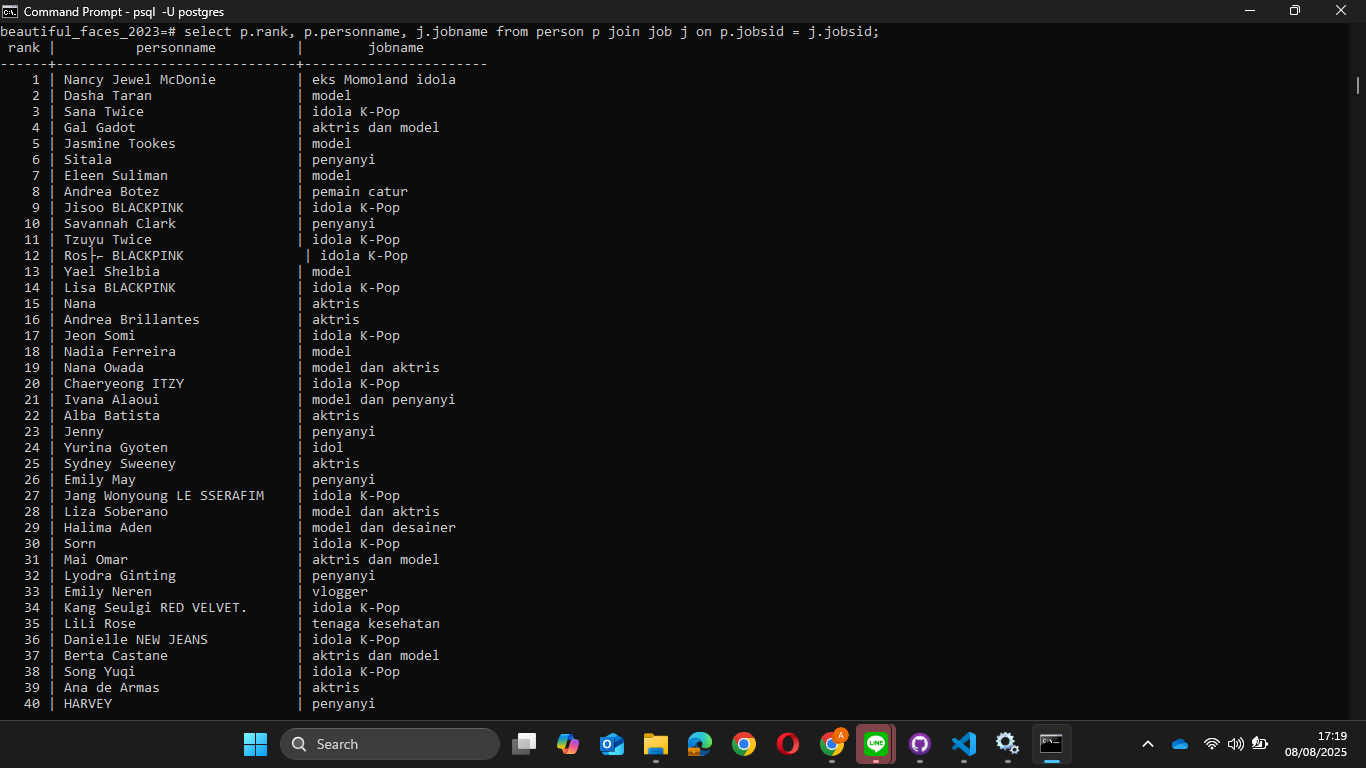 Command Prompt - psql -U postgres
beautiful_faces_2023=# select p.rank, p.personname, j.jobname from person p join job j on p.jobsid = j.jobsid;
 rank |          personname          |        jobname
------+------------------------------+-----------------------
    1 | Nancy Jewel McDonie          | eks Momoland idola
    2 | Dasha Taran                  | model
    3 | Sana Twice                   | idola K-Pop
    4 | Gal Gadot                    | aktris dan model
    5 | Jasmine Tookes               | model
    6 | Sitala                       | penyanyi
    7 | Eleen Suliman                | model
    8 | Andrea Botez                 | pemain catur
    9 | Jisoo BLACKPINK              | idola K-Pop
   10 | Savannah Clark               | penyanyi
   11 | Tzuyu Twice                  | idola K-Pop
   12 | Ros├⌐ BLACKPINK               | idola K-Pop
   13 | Yael Shelbia                 | model
   14 | Lisa BLACKPINK               | idola K-Pop
   15 | Nana                         | aktris
   16 | Andrea Brillantes            | aktris
   17 | Jeon Somi                    | idola K-Pop
   18 | Nadia Ferreira               | model
   19 | Nana Owada                   | model dan aktris
   20 | Chaeryeong ITZY              | idola K-Pop
   21 | Ivana Alaoui                 | model dan penyanyi
   22 | Alba Batista                 | aktris
   23 | Jenny                        | penyanyi
   24 | Yurina Gyoten                | idol
   25 | Sydney Sweeney               | aktris
   26 | Emily May                    | penyanyi
   27 | Jang Wonyoung LE SSERAFIM    | idola K-Pop
   28 | Liza Soberano                | model dan aktris
   29 | Halima Aden                  | model dan desainer
   30 | Sorn                         | idola K-Pop
   31 | Mai Omar                     | aktris dan model
   32 | Lyodra Ginting               | penyanyi
   33 | Emily Neren                  | vlogger
   34 | Kang Seulgi RED VELVET.      | idola K-Pop
   35 | LiLi Rose                    | tenaga kesehatan
   36 | Danielle NEW JEANS           | idola K-Pop
   37 | Berta Castane                | aktris dan model
   38 | Song Yuqi                    | idola K-Pop
   39 | Ana de Armas                 | aktris
   40 | HARVEY                       | penyanyi
Search
A
LINE
17:19
08/08/2025